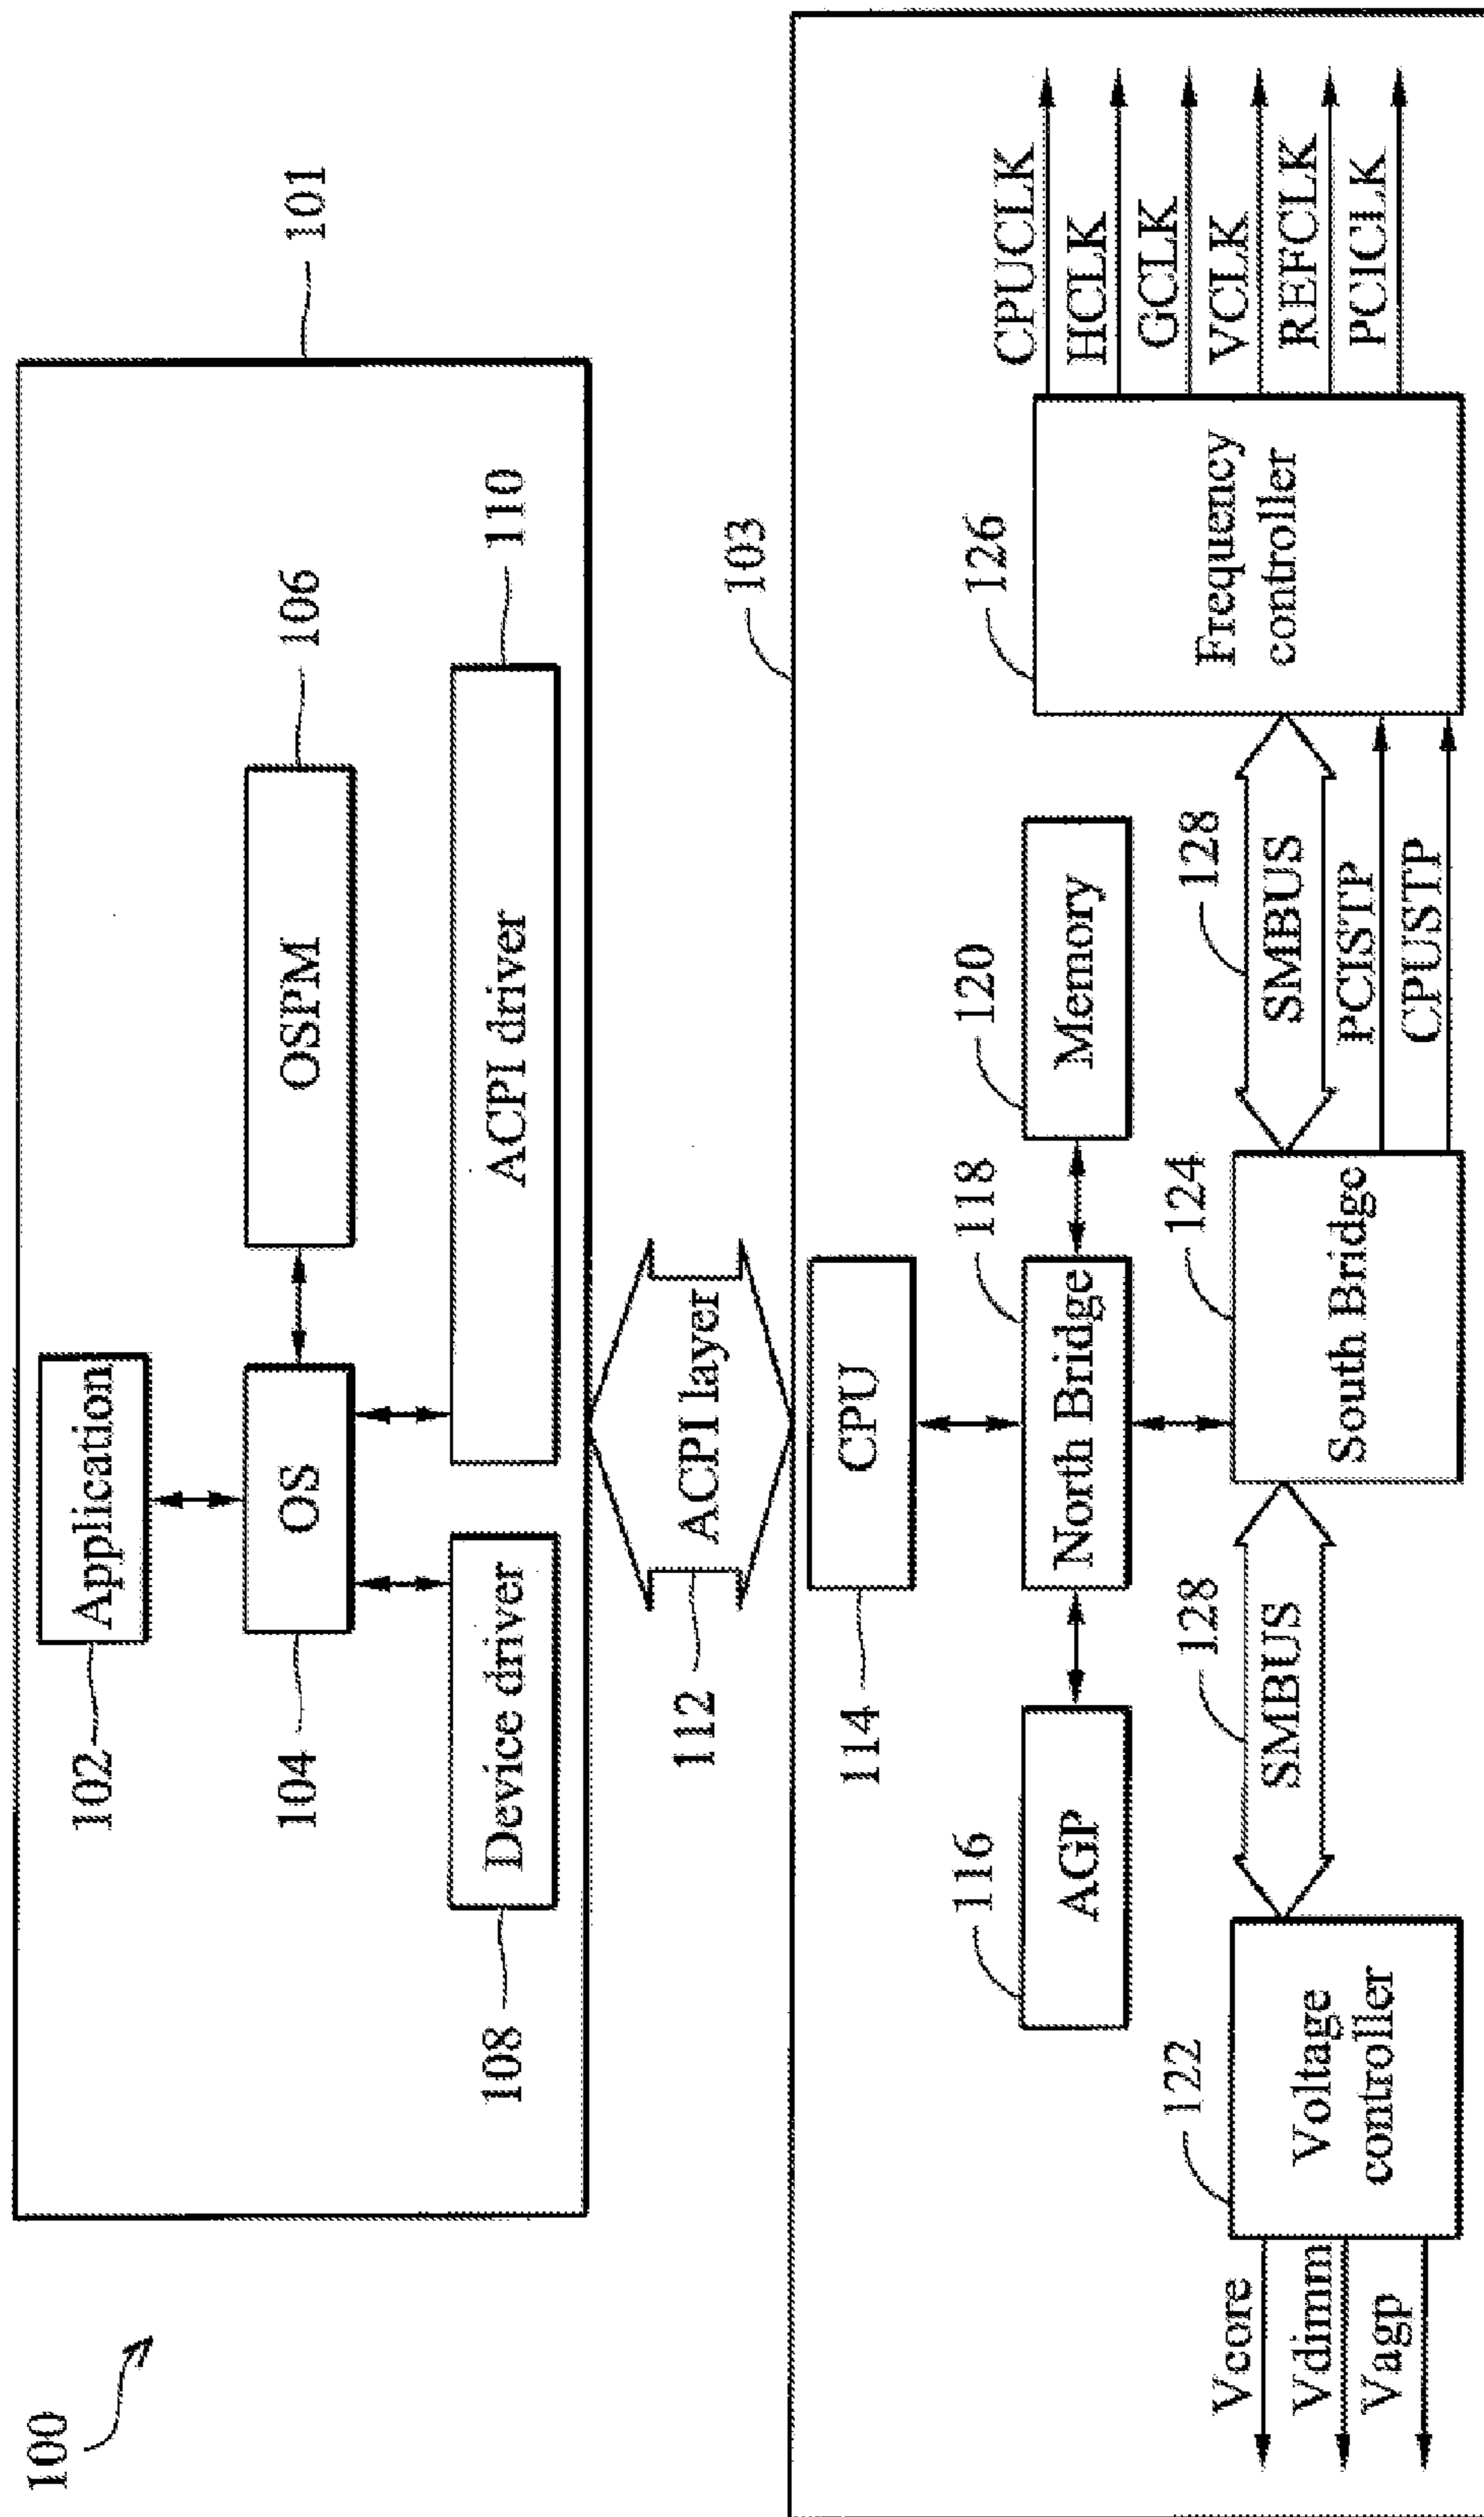 100
101
102
Application
104
OS
OSPM
106
108
Device driver
ACPI driver
110
112
ACPI layer
103
114
CPU
116
AGP
North Bridge
118
Memory
120
122
Voltage
controller
Vcore
Vdimm
Vagp
SMBUS
128
South Bridge
124
SMBUS
128
PCISTP
CPUSTP
126
Frequency
controller
CPUCLK
HCLK
GCLK
VCLK
REFCLK
PCICLK